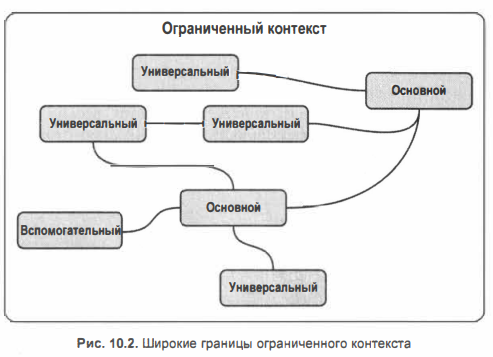 Ограниченный контекст
Универсальный
Основной
Универсальный
Универсальный
Основной
Вспомогательный
Универсальный
Рис. 10.2. Широкие границы ограниченного контекста